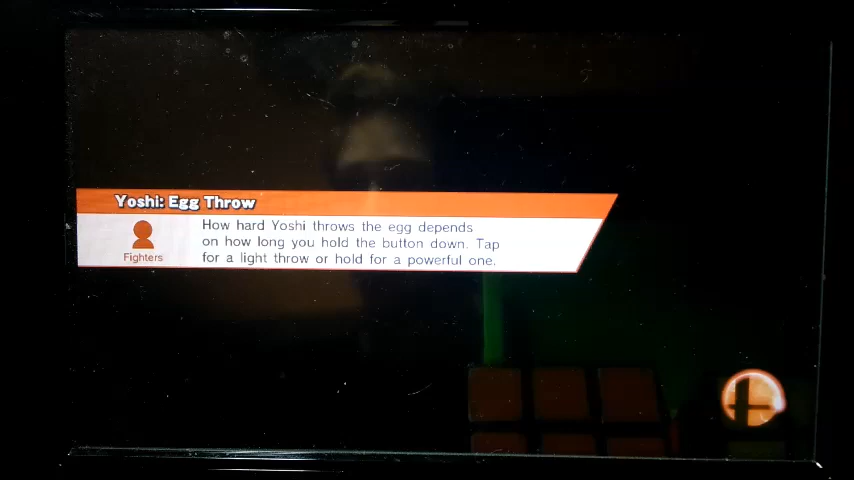 Yoshi: Egg Throw
How hard Yoshi throws the egg depends
on how long you hold the button down. Tap
for a light throw or hold for a powerful one.
Fighters